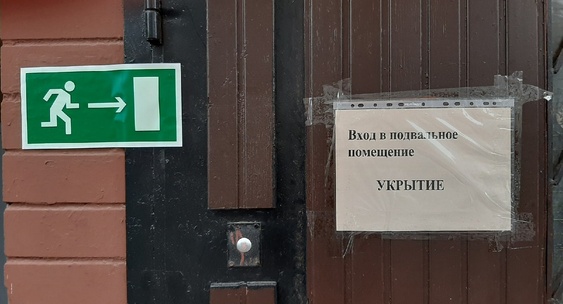 Вход в подвальное
помещение
УКРЫТИЕ